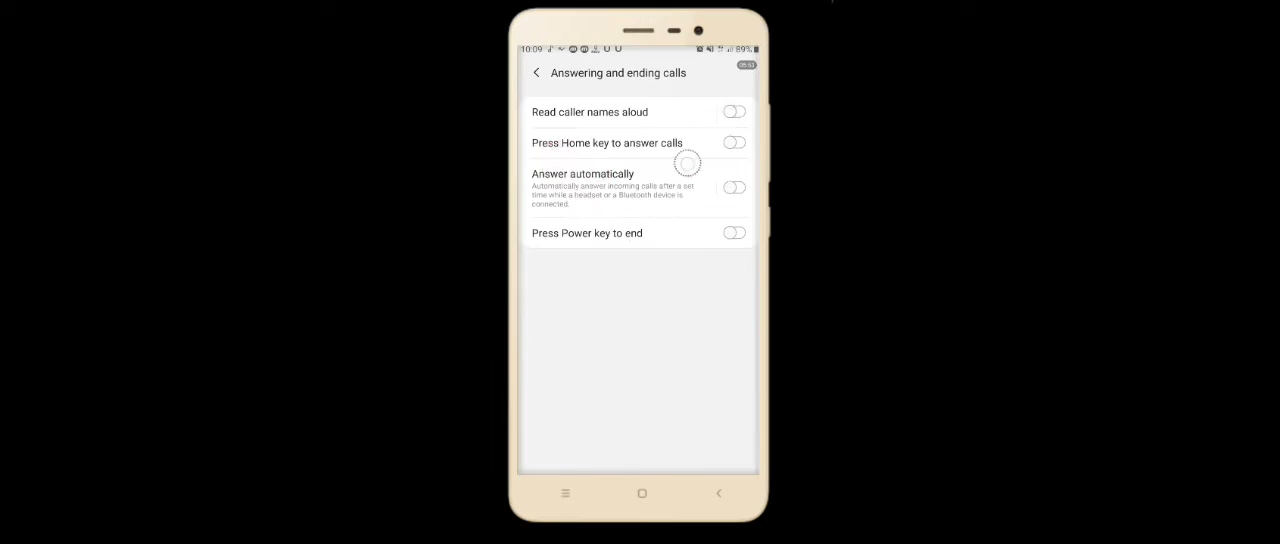 10:09
89%
05:53
Answering and ending calls
Read caller names aloud
Press Home key to answer calls
Answer automatically
Automatically answer incoming calls after a set
time while a headset or a Bluetooth device is
connected.
Press Power key to end